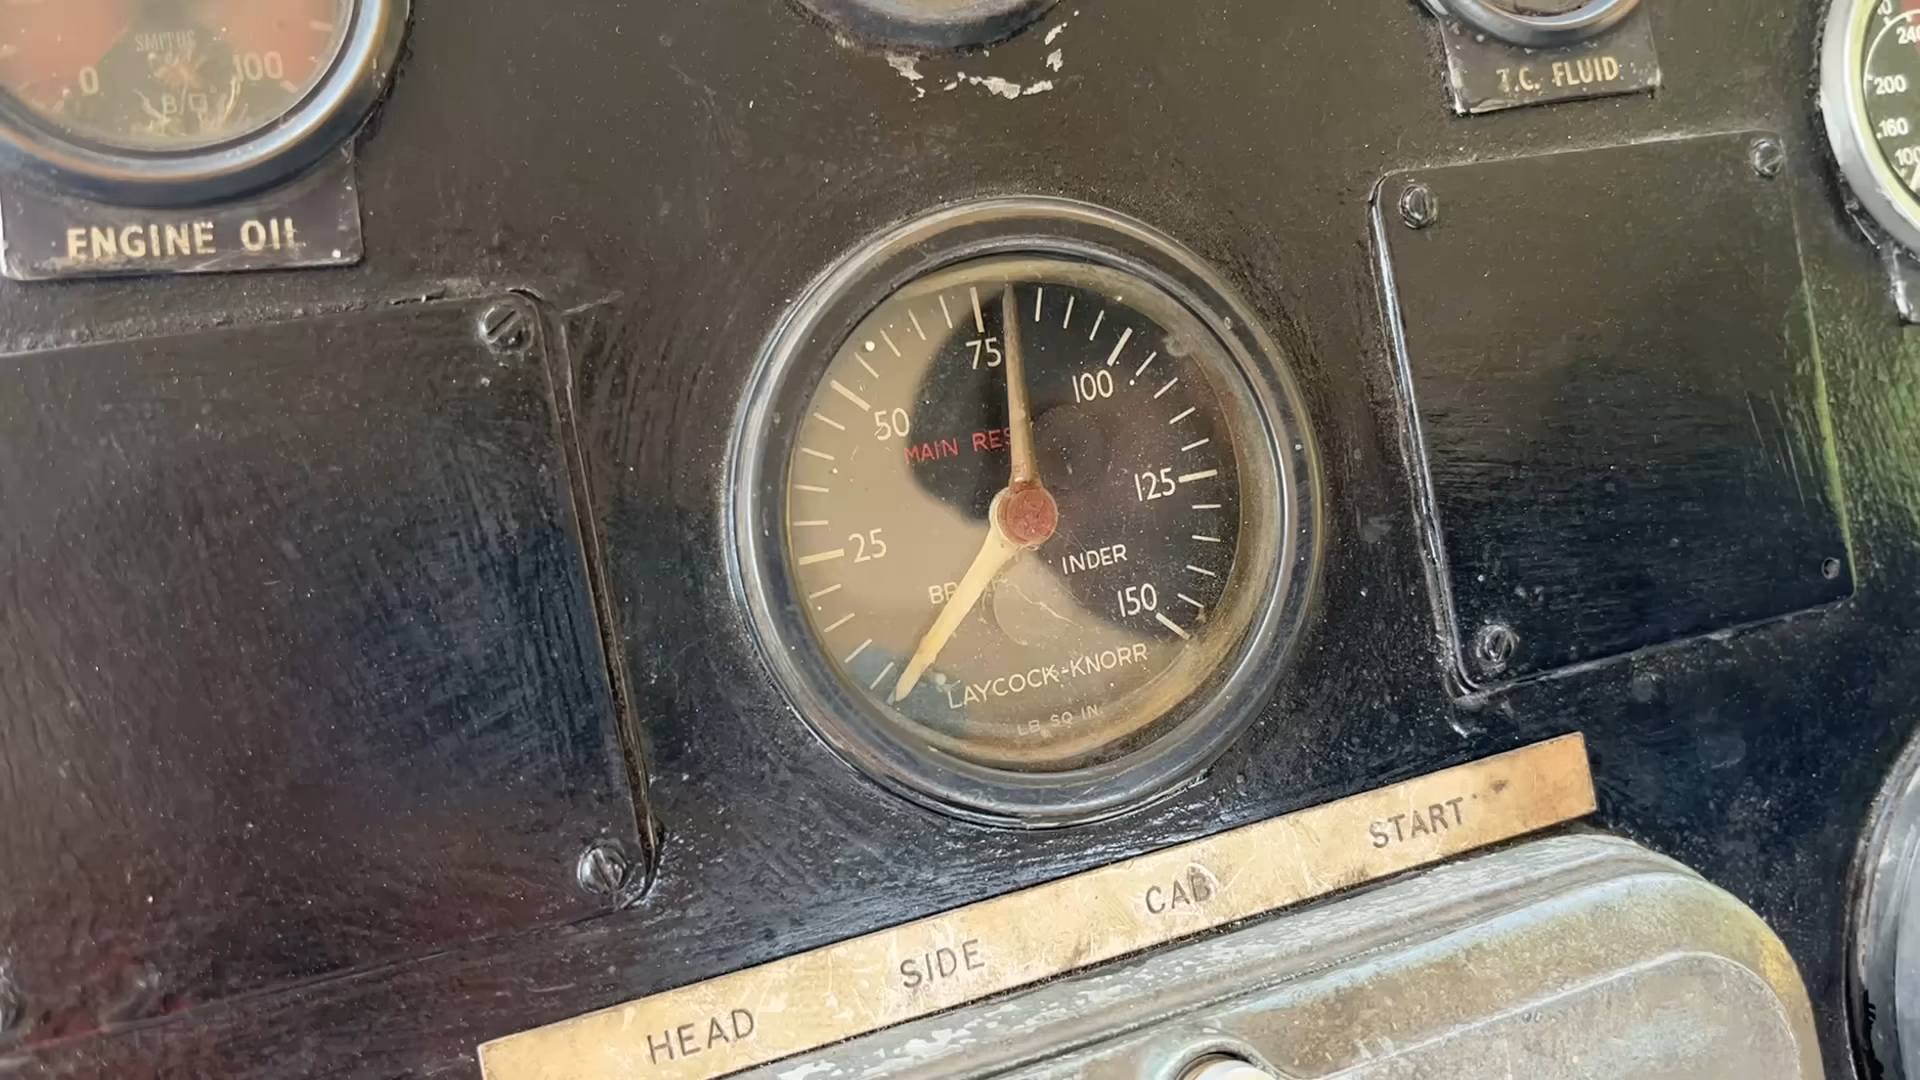 SMITHS
0 100
ENGINE OIL
T.C. FLUID
240
200
160
100
75
50 100
MAIN RES
125
25
INDER
150
LAYCOCK-KNORR
LB. SQ IN.
HEAD SIDE CAB START